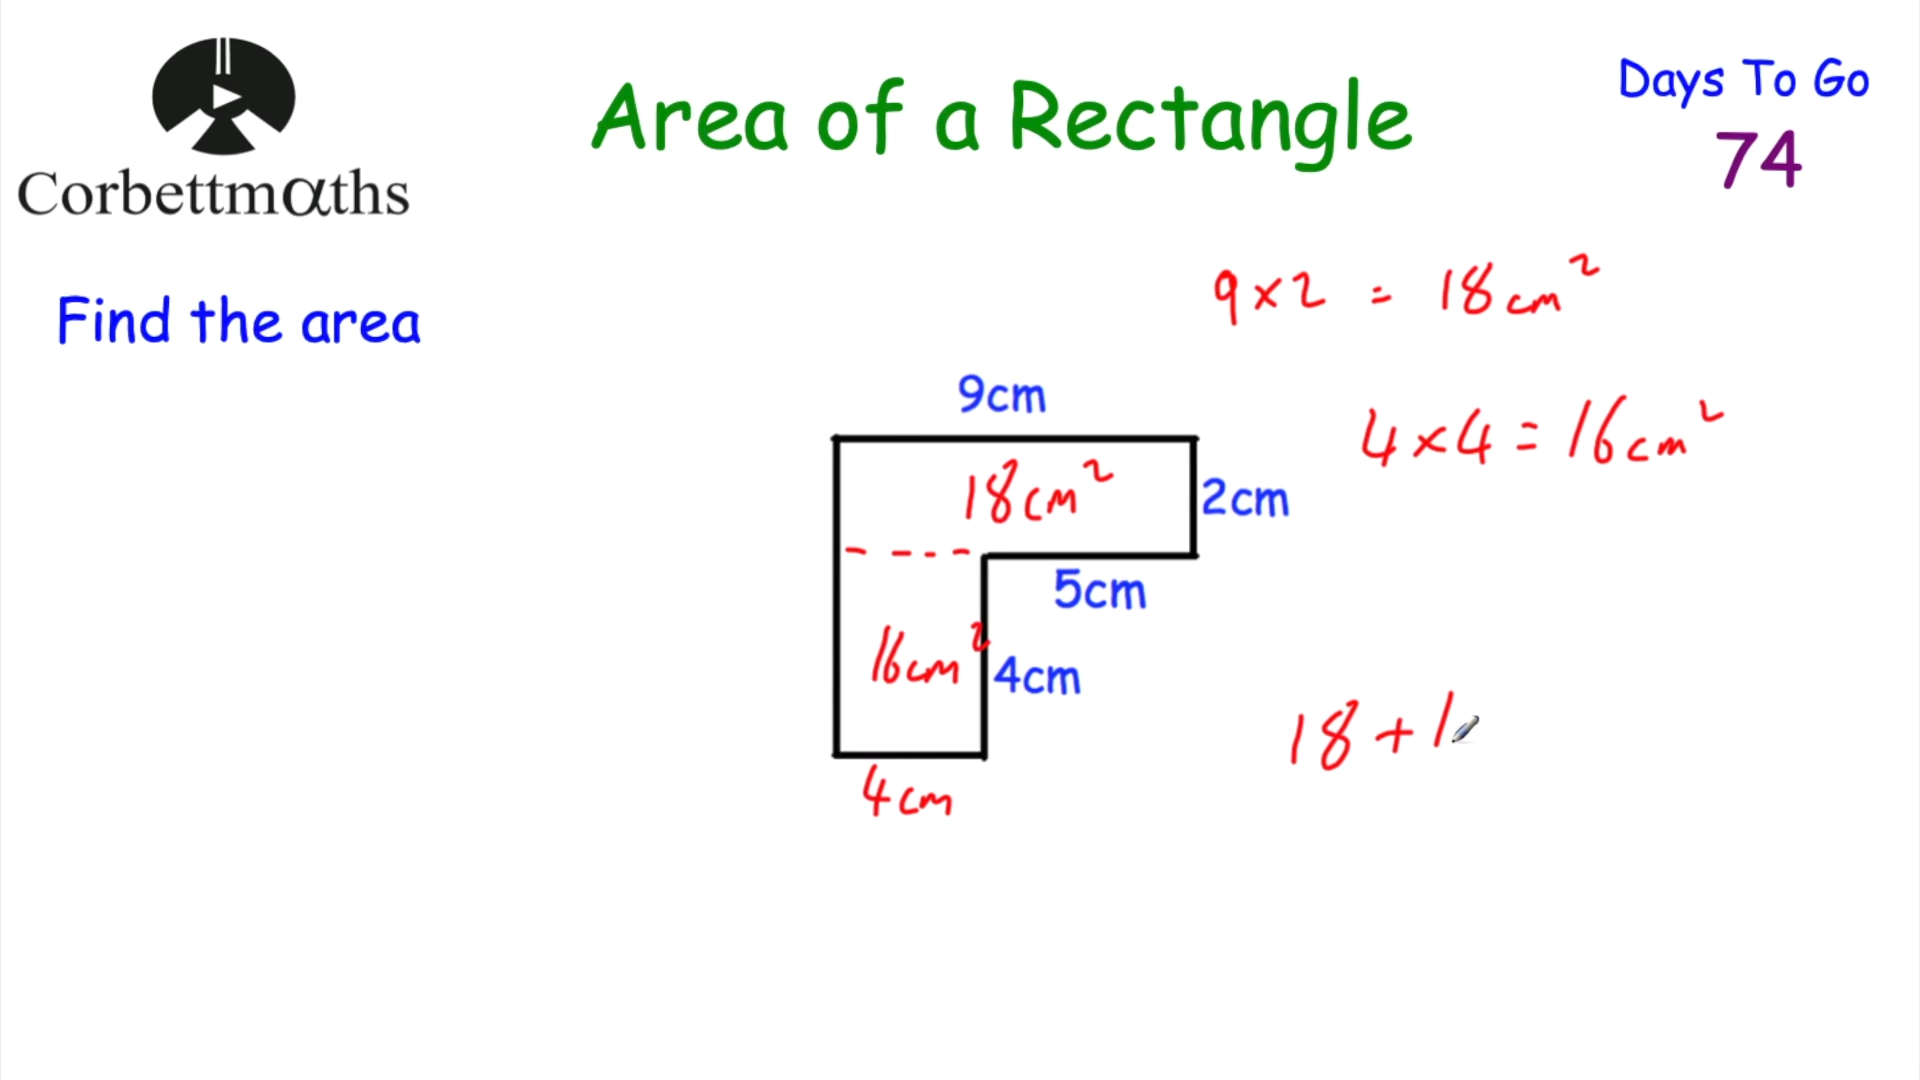 Corbettmαths
Area of a Rectangle
Days To Go
74
Find the area
9×2 = 18cm²
4×4=16cm²
9cm
18cm²
2cm
5cm
16cm²
4cm
4cm
18+1